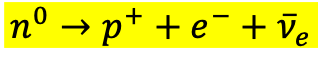 n⁰ → p⁺ + e⁻ + ν̄ₑ